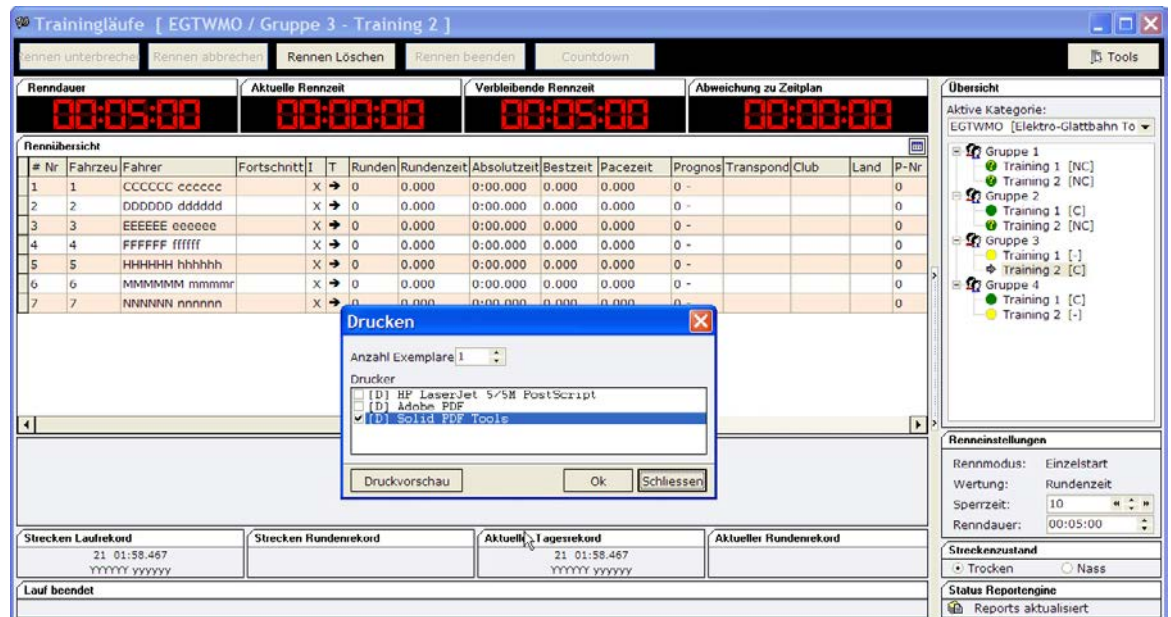 Trainingläufe [ EGTWMO / Gruppe 3 - Training 2 ]
Rennen unterbrechen Rennen abbrechen Rennen Löschen Rennen beenden Countdown Tools
Renndauer Aktuelle Rennzeit Verbleibende Rennzeit Abweichung zu Zeitplan
00:05:00 00:00:00 00:05:00 00:00:00
Rennübersicht
# Nr Fahrzeu Fahrer Fortschritt I T Runden Rundenzeit Absolutzeit Bestzeit Pacezeit Prognos Transpond Club Land P-Nr
1 1 CCCCCC cccccc X ➔ 0 0.000 0:00.000 0.000 0.000 0 - 0
2 2 DDDDDD dddddd X ➔ 0 0.000 0:00.000 0.000 0.000 0 - 0
3 3 EEEEEE eeeeee X ➔ 0 0.000 0:00.000 0.000 0.000 0 - 0
4 4 FFFFFF ffffff X ➔ 0 0.000 0:00.000 0.000 0.000 0 - 0
5 5 HHHHHH hhhhhh X ➔ 0 0.000 0:00.000 0.000 0.000 0 - 0
6 6 MMMMMM mmmmr X ➔ 0 0.000 0:00.000 0.000 0.000 0 - 0
7 7 NNNNNN nnnnnn X ➔ 0 0.000 0:00.000 0.000 0.000 0 - 0
Drucken
Anzahl Exemplare 1
Drucker
[D] HP LaserJet 5/5M PostScript
[D] Adobe PDF
[D] Solid PDF Tools
Druckvorschau Ok Schliessen
Strecken Laufrekord Strecken Rundenrekord Aktueller Tagesrekord Aktueller Rundenrekord
21 01:58.467 21 01:58.467
YYYYYY yyyyyy YYYYYY yyyyyy
Lauf beendet
Übersicht
Aktive Kategorie:
EGTWMO [Elektro-Glattbahn To
Gruppe 1
Training 1 [NC]
Training 2 [NC]
Gruppe 2
Training 1 [C]
Training 2 [NC]
Gruppe 3
Training 1 [-]
Training 2 [C]
Gruppe 4
Training 1 [C]
Training 2 [-]
Renneinstellungen
Rennmodus: Einzelstart
Wertung: Rundenzeit
Sperrzeit: 10
Renndauer: 00:05:00
Streckenzustand
Trocken Nass
Status Reportengine
Reports aktualisiert